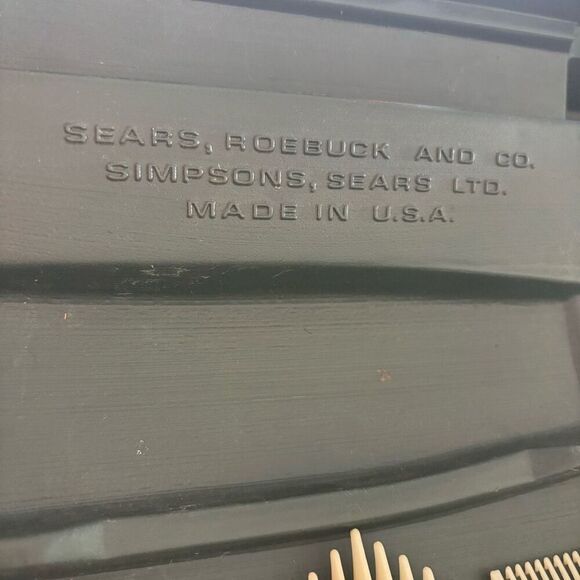 SEARS, ROEBUCK AND CO.
SIMPSONS, SEARS LTD.
MADE IN U.S.A.